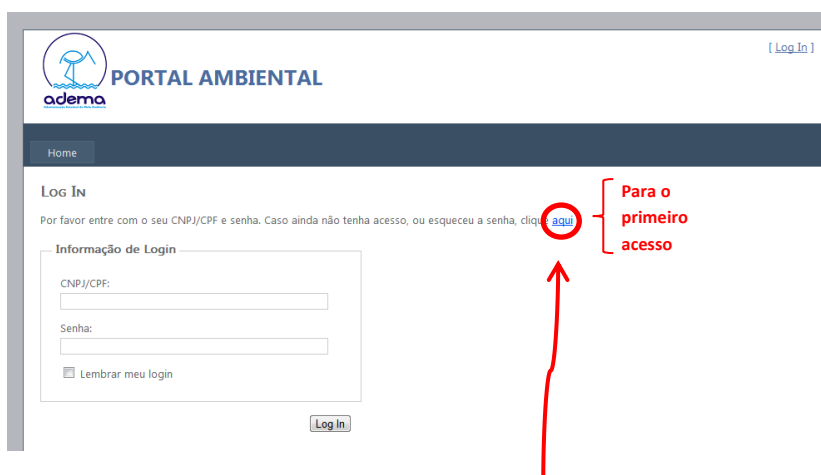 [ Log In ]
PORTAL AMBIENTAL
adema
Home
Log In
Por favor entre com o seu CNPJ/CPF e senha. Caso ainda não tenha acesso, ou esqueceu a senha, clique aqui
Para o
primeiro
acesso
Informação de Login
CNPJ/CPF:
Senha:
Lembrar meu login
Log In